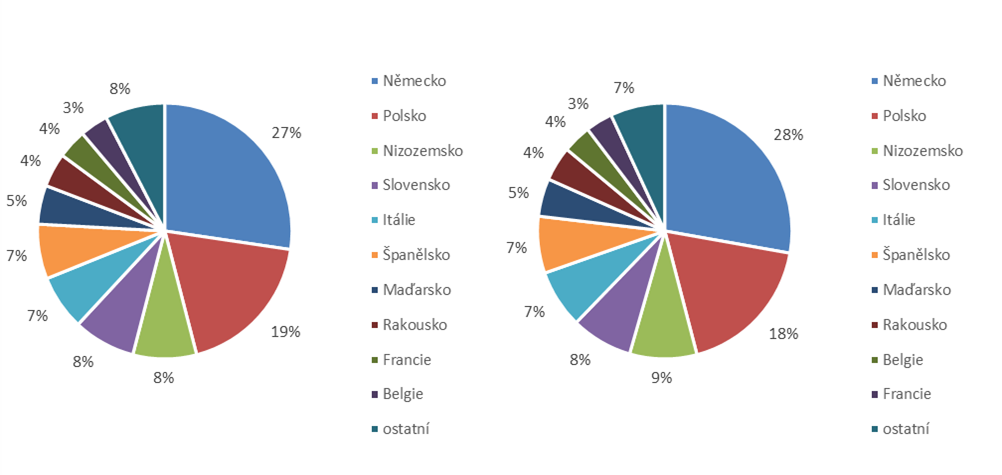 27%
19%
8%
8%
7%
7%
5%
4%
4%
3%
8%
Německo
Polsko
Nizozemsko
Slovensko
Itálie
Španělsko
Maďarsko
Rakousko
Francie
Belgie
ostatní
28%
18%
9%
8%
7%
7%
5%
4%
4%
3%
7%
Německo
Polsko
Nizozemsko
Slovensko
Itálie
Španělsko
Maďarsko
Rakousko
Belgie
Francie
ostatní